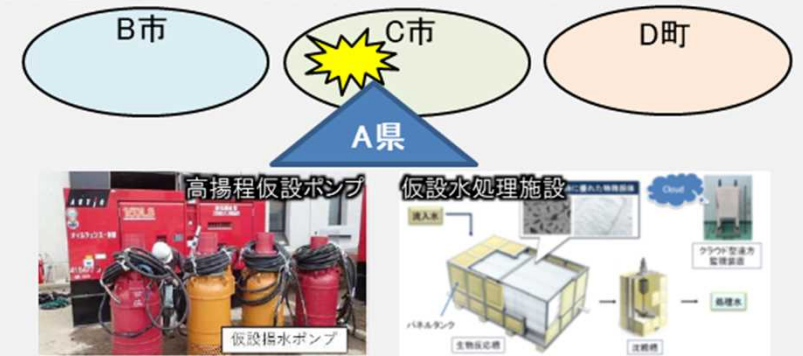 B市
C市
D町
A県
高揚程仮設ポンプ
仮設水処理施設
仮設揚水ポンプ
Cloud
流入水
クラウド型遠方
監視装置
処理水
パネルタンク
生物反応槽
沈殿槽